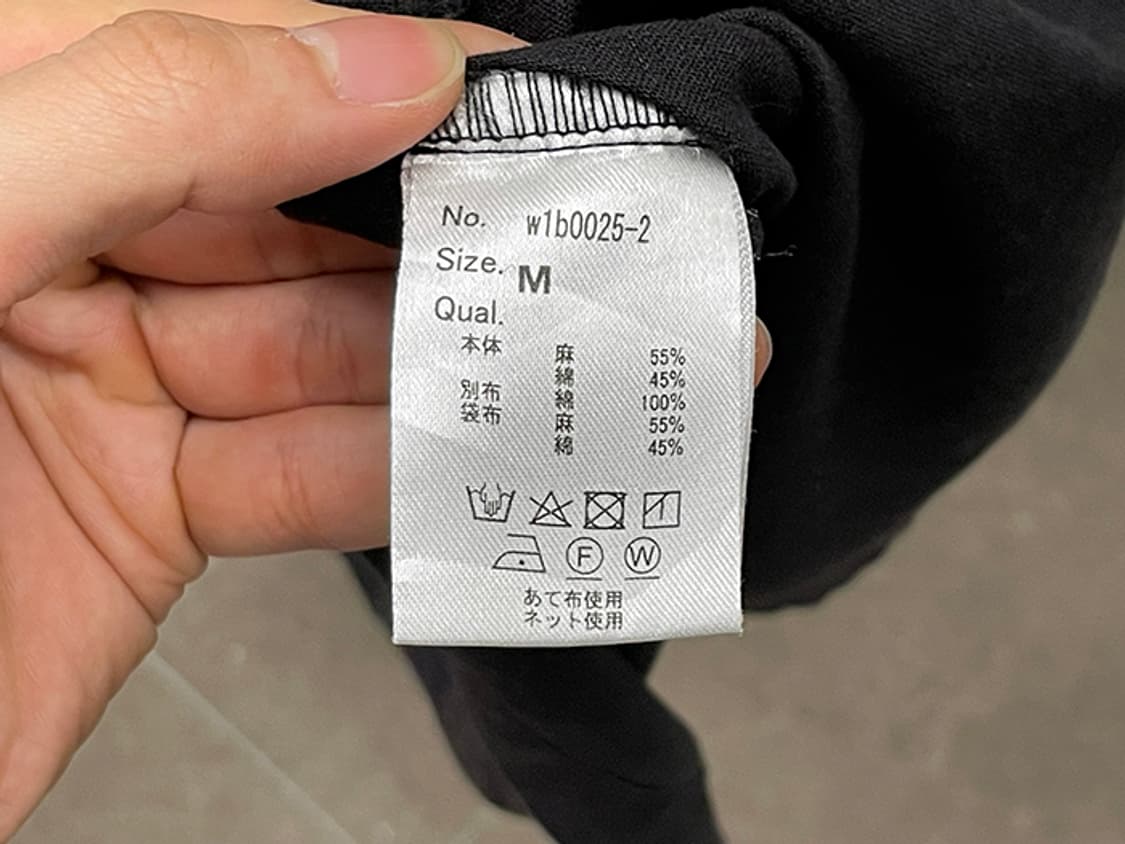 No. w1b0025-2
Size. M
Qual.
本体 麻 55%
綿 45%
別布 綿 100%
袋布 麻 55%
綿 45%
F W
あて布使用
ネット使用